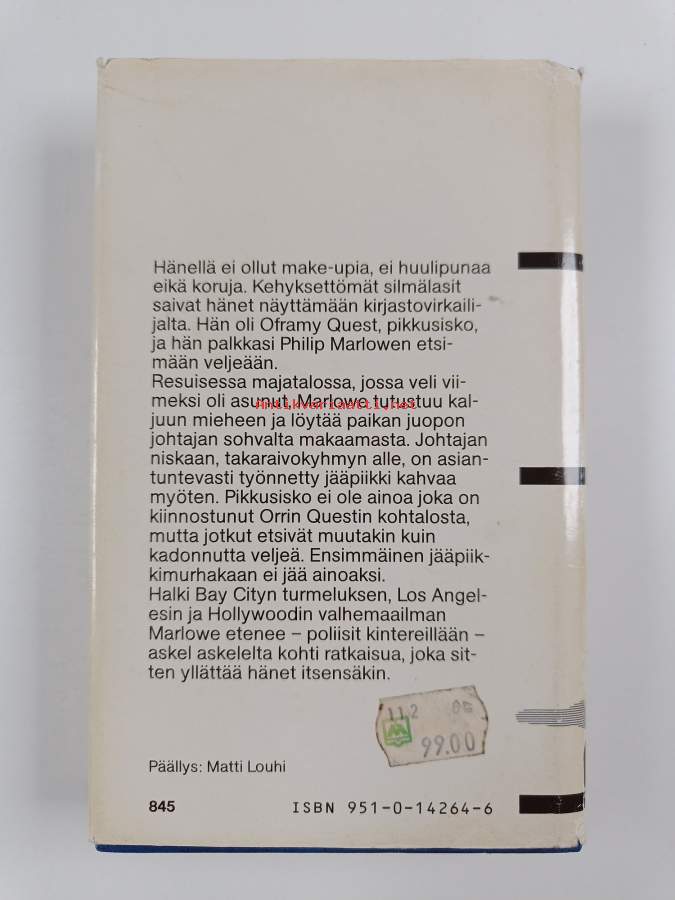 Hänellä ei ollut make-upia, ei huulipunaa
eikä koruja. Kehyksettömät silmälasit
saivat hänet näyttämään kirjastovirkaili-
jalta. Hän oli Oframy Quest, pikkusisko,
ja hän palkkasi Philip Marlowen etsi-
mään veljeään.
Resuisessa majatalossa, jossa veli vii-
meksi oli asunut, Marlowe tutustuu kal-
antikvariaatti.net
juun mieheen ja löytää paikan juopon
johtajan sohvalta makaamasta. Johtajan
niskaan, takaraivokyhmyn alle, on asian-
tuntevasti työnnetty jääpiikki kahvaa
myöten. Pikkusisko ei ole ainoa joka on
kiinnostunut Orrin Questin kohtalosta,
mutta jotkut etsivät muutakin kuin
kadonnutta veljeä. Ensimmäinen jääpiik-
kimurhakaan ei jää ainoaksi.
Halki Bay Cityn turmeluksen, Los Angel-
esin ja Hollywoodin valhemaailman
Marlowe etenee – poliisit kintereillään –
askel askelelta kohti ratkaisua, joka sit-
ten yllättää hänet itsensäkin.
112
99.00
Päällys: Matti Louhi
845 ISBN 951-0-14264-6